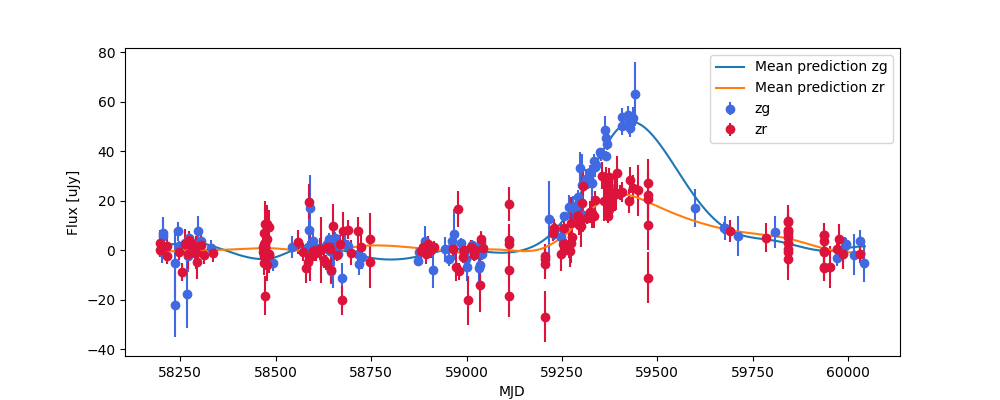 80
60
40
20
0
−20
−40
Flux [uJy]
58250
58500
58750
59000
59250
59500
59750
60000
MJD
Mean prediction zg
Mean prediction zr
zg
zr